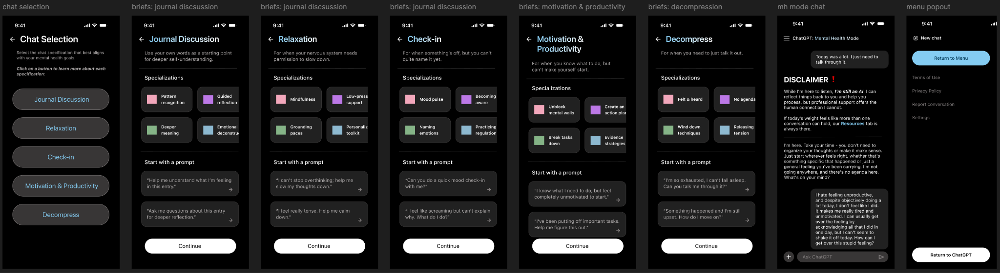 chat selection
9:41
Chat Selection
Select the chat specification that best aligns
with your mental health goals.
Click on a button to learn more about each
specification:
Journal Discussion
Relaxation
Check-in
Motivation & Productivity
Decompress
briefs: journal discsussion
9:41
Journal Discussion
Use your own words as a starting point
for deeper self-understanding.
Specializations
Pattern
recognition
Guided
reflection
Deeper
meaning
Emotional
deconstru
Start with a prompt
“Help me understand what I’m feeling
in this entry.”
“Ask me questions about this entry
for deeper reflection.”
Continue
briefs: journal discsussion
9:41
Relaxation
For when your nervous system needs
permission to slow down.
Specializations
Mindfulness
Low-press
support
Grounding
paces
Personaliz
toolkit
Start with a prompt
“I can’t stop overthinking; help me
slow my thoughts down.”
“I feel really tense. Help me calm
down.”
Continue
briefs: journal discsussion
9:41
Check-in
For when something’s off, but you can’t
quite name it yet.
Specializations
Mood pulse
Becoming
aware
Naming
emotions
Practicing
regulation
Start with a prompt
“Can you do a quick mood check-in
with me?”
“I feel like screaming but can’t explain
why. What do I do?”
Continue
briefs: motivation & productivity
9:41
Motivation &
Productivity
For when you know what to do, but
can’t make yourself start.
Specializations
Unblock
mental walls
Create an
action plan
Break tasks
down
Evidence
strategies
Start with a prompt
“I know what I need to do, but feel
completely unmotivated to start.”
“I’ve been putting off important tasks.
Help me figure this out.”
Continue
briefs: decompression
9:41
Decompress
For when you need to just talk it out.
Specializations
Felt & heard
No agenda
Wind down
techniques
Releasing
tension
Start with a prompt
“I’m so exhausted, I can’t fall asleep.
Can you talk me through it?”
“Something happened and I’m still
upset. How do I move on?”
Continue
mh mode chat
9:41
ChatGPT: Mental Health Mode
Today was a lot. I just need to
talk through it.
DISCLAIMER ❗
While I’m here to listen, I’m still an AI. I can
reflect things back to you and help you
process, but professional support offers the
human connection I cannot.
If today’s weight feels like more than one
conversation can hold, our Resources tab is
always there.
I’m here. Take your time - you don’t need to
organize your thoughts or make it make sense.
Just start wherever feels right, whether that’s
something specific that happened or just a
general feeling you’ve been carrying. I’m not
going anywhere, and there’s no agenda here.
What’s on your mind?
I hate feeling unproductive,
and despite objectively doing a
lot today, I don’t feel like I did.
It makes me really tired and
unmotivated. I can usually get
over the feeling by
acknowledging all that I did in
one day, but I can’t seem to
shake it off today. How can I
get over this stupid feeling?
Ask ChatGPT
menu popout
9:41
New chat
Return to Menu
Terms of Use
Privacy Policy
Report conversation
Settings
Return to ChatGPT